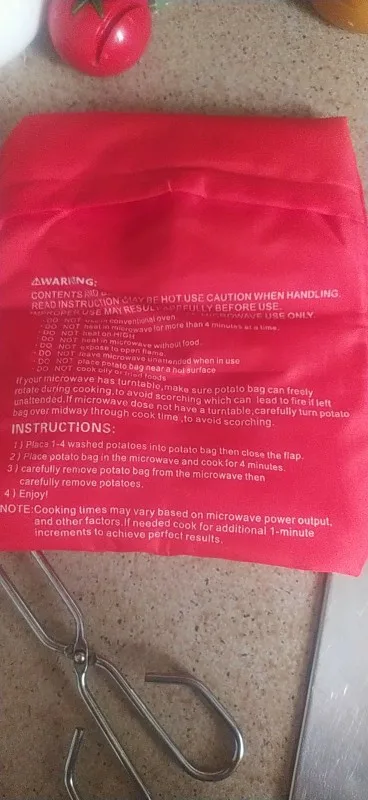 ⚠WARING;
CONTENTS AND BE HOT USE CAUTION WHEN HANDLING.
READ INSTRUCTION CAREFULLY BEFORE USE
IMPROPER USE MAY RESULT MICROWAVE USE ONLY.
· DO NOT use in conventional oven.
· DO NOT heat in microwave for more than 4 minutes at a time.
· DO NOT heat on HIGH
· DO NOT heat in microwave without food.
· DO NOT expose to open flame.
· DO NOT leave microwave unattended when in use
· DO NOT place potato bag near a hot surface
· DO NOT cook oily or fried foods
If your microwave has turntable,make sure potato bag can freely
rotate during cooking,to avoid scorching which can lead to fire if left
unattended.If microwave dose not have a turntable,carefully turn potato
bag over midway through cook time ,to avoid scorching.
INSTRUCTIONS:
1) Placa 1-4 washed potatoes into potato bag then close the flap.
2) Place potato bag in the microwave and cook for 4 minutes.
3) carefully remove potato bag from the microwave then
carefully remove potatoes.
4) Enjoy!
NOTE:Cooking times may vary based on microwave power output,
and other factors.If needed cook for additional 1-minute
increments to achieve perfect results.